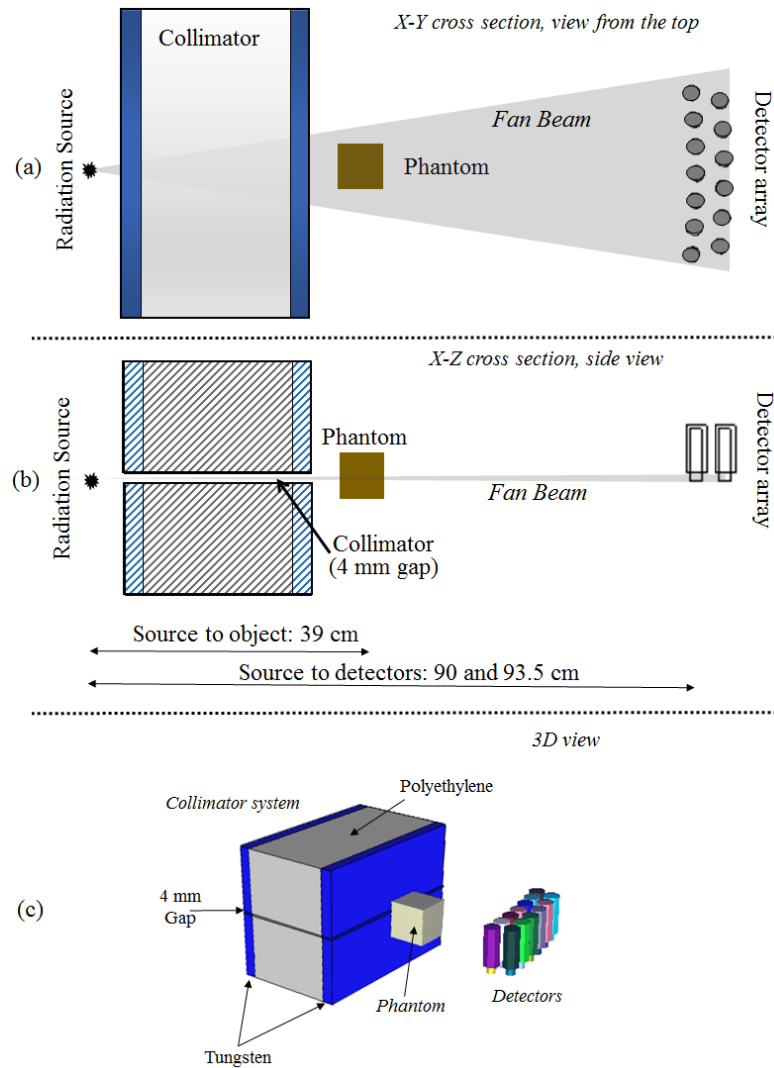 X-Y cross section, view from the top
Collimator
Radiation Source
Fan Beam
Detector array
(a)
Phantom
X-Z cross section, side view
Radiation Source
Phantom
Detector array
(b)
Fan Beam
Collimator
(4 mm gap)
Source to object: 39 cm
Source to detectors: 90 and 93.5 cm
3D view
Polyethylene
Collimator system
(c)
4 mm
Gap
Phantom
Detectors
Tungsten